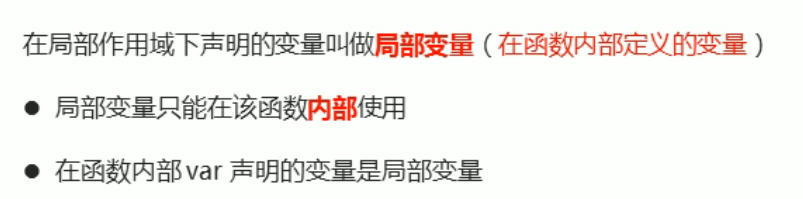 在局部作用域下声明的变量叫做局部变量（在函数内部定义的变量）
● 局部变量只能在该函数内部使用
● 在函数内部 var 声明的变量是局部变量